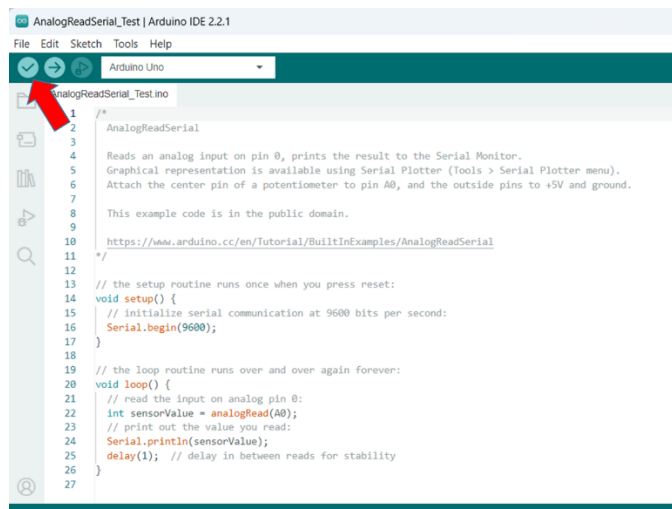 AnalogReadSerial_Test | Arduino IDE 2.2.1
File Edit Sketch Tools Help
Arduino Uno
AnalogReadSerial_Test.ino
1 /*
2 AnalogReadSerial
3
4 Reads an analog input on pin 0, prints the result to the Serial Monitor.
5 Graphical representation is available using Serial Plotter (Tools > Serial Plotter menu).
6 Attach the center pin of a potentiometer to pin A0, and the outside pins to +5V and ground.
7
8 This example code is in the public domain.
9
10 https://www.arduino.cc/en/Tutorial/BuiltInExamples/AnalogReadSerial
11 */
12
13 // the setup routine runs once when you press reset:
14 void setup() {
15 // initialize serial communication at 9600 bits per second:
16 Serial.begin(9600);
17 }
18
19 // the loop routine runs over and over again forever:
20 void loop() {
21 // read the input on analog pin 0:
22 int sensorValue = analogRead(A0);
23 // print out the value you read:
24 Serial.println(sensorValue);
25 delay(1); // delay in between reads for stability
26 }
27